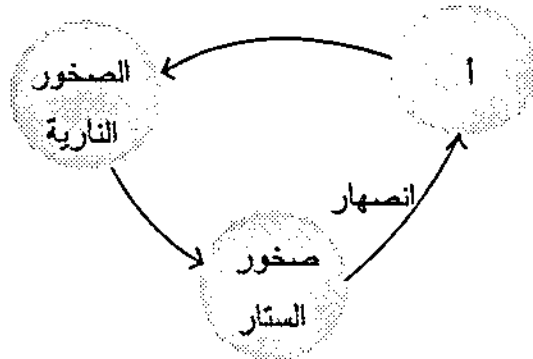 أ
الصخور
النارية
انصهار
صخور
الستار